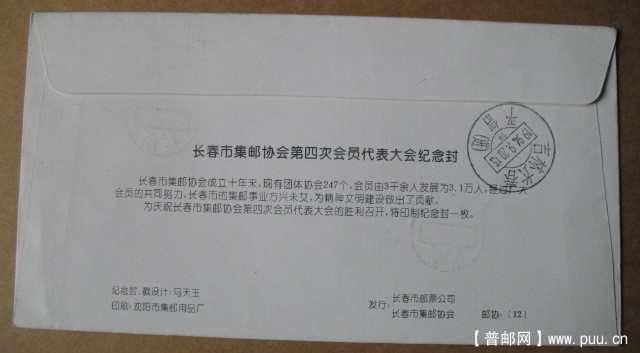 长春市集邮协会第四次会员代表大会纪念封
长春市集邮协会成立十年来,现有团体协会247个,会员由3千余人发展为3.1万人,
会员的共同努力,长春市的集邮事业方兴未艾,为精神文明建设做出了贡献。
为庆祝长春市集邮协会第四次会员代表大会的胜利召开,特印制纪念封一枚。
纪念封、戳设计:马天玉
印刷:沈阳市集邮用品厂
发行:长春市邮票公司
长春市集邮协会
邮协:[12]
吉林长春
【普邮网】www.puu.cn